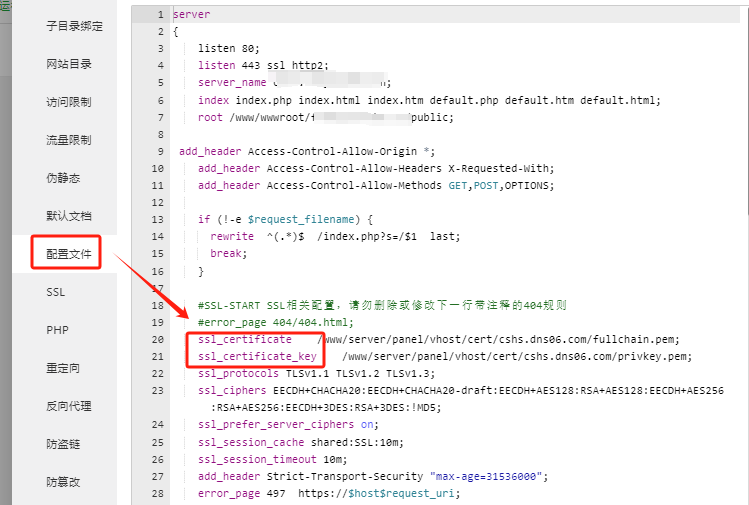 运
子目录绑定
网站目录
访问限制
流量限制
伪静态
默认文档
配置文件
SSL
PHP
重定向
反向代理
防盗链
防篡改
1 server
2 {
3 listen 80;
4 listen 443 ssl http2;
5 server_name ;
6 index index.php index.html index.htm default.php default.htm default.html;
7 root /www/wwwroot/ public;
8
9 add_header Access-Control-Allow-Origin *;
10 add_header Access-Control-Allow-Headers X-Requested-With;
11 add_header Access-Control-Allow-Methods GET,POST,OPTIONS;
12
13 if (!-e $request_filename) {
14 rewrite ^(.*)$ /index.php?s=/$1 last;
15 break;
16 }
17
18 #SSL-START SSL相关配置，请勿删除或修改下一行带注释的404规则
19 #error_page 404/404.html;
20 ssl_certificate /www/server/panel/vhost/cert/cshs.dns06.com/fullchain.pem;
21 ssl_certificate_key /www/server/panel/vhost/cert/cshs.dns06.com/privkey.pem;
22 ssl_protocols TLSv1.1 TLSv1.2 TLSv1.3;
23 ssl_ciphers EECDH+CHACHA20:EECDH+CHACHA20-draft:EECDH+AES128:RSA+AES128:EECDH+AES256
:RSA+AES256:EECDH+3DES:RSA+3DES:!MD5;
24 ssl_prefer_server_ciphers on;
25 ssl_session_cache shared:SSL:10m;
26 ssl_session_timeout 10m;
27 add_header Strict-Transport-Security "max-age=31536000";
28 error_page 497 https://$host$request_uri;